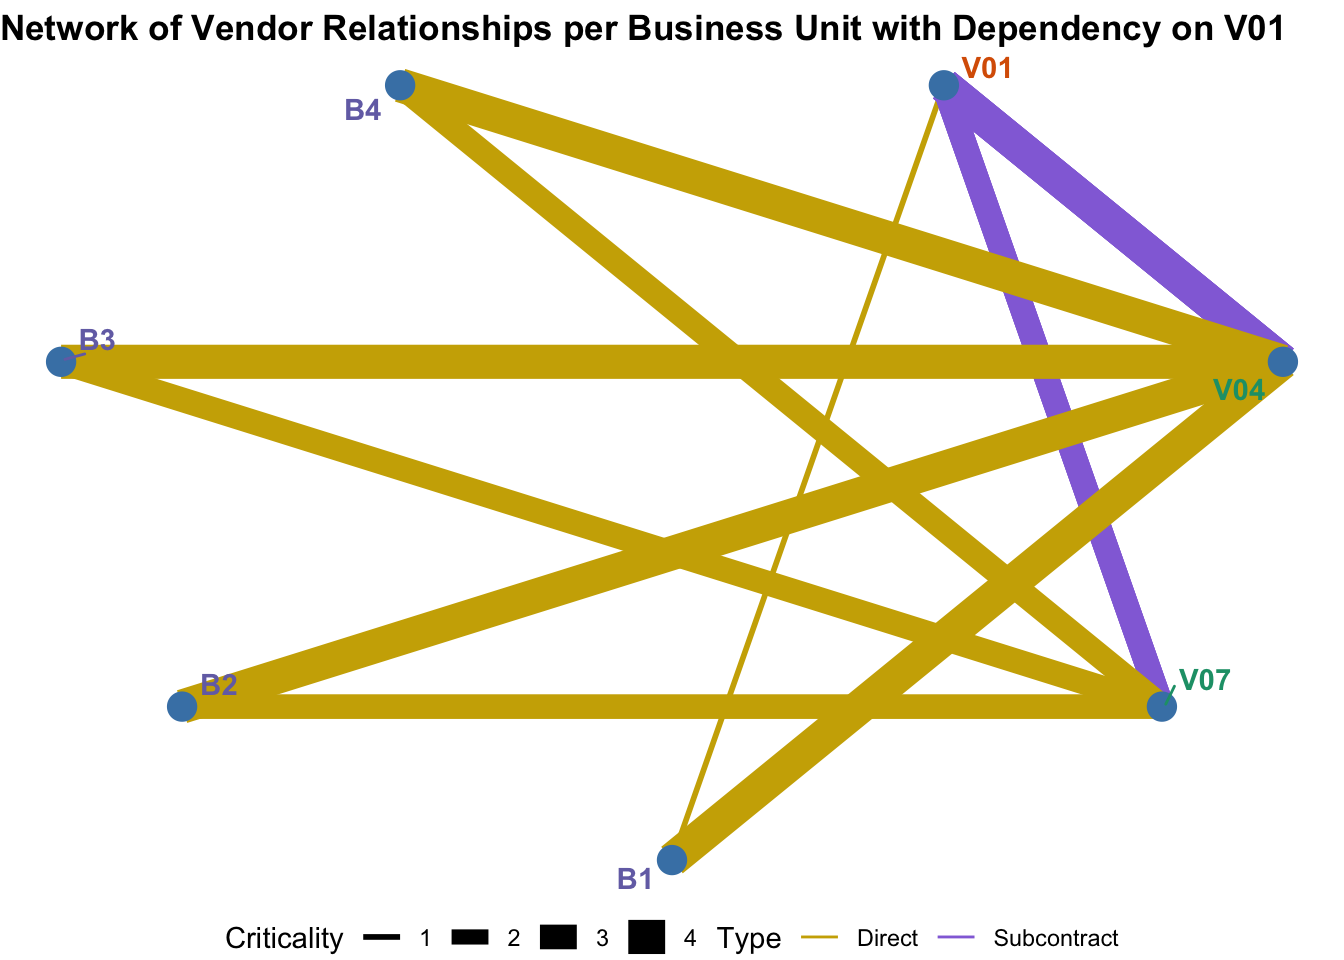 Network of Vendor Relationships per Business Unit with Dependency on V01
V01
B4
B3
V04
B2
V07
B1
Criticality 1 2 3 4 Type Direct Subcontract